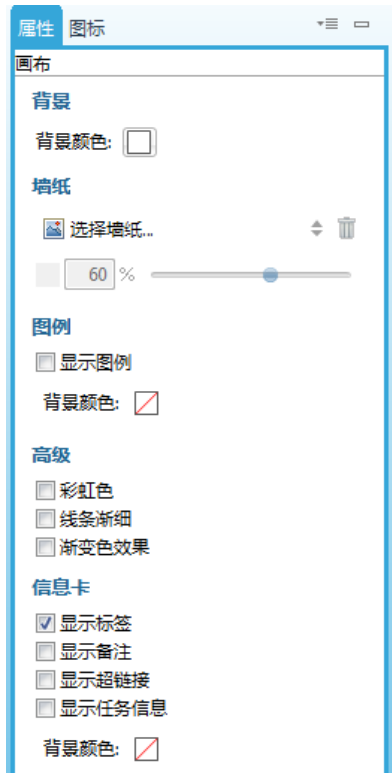 属性 图标
画布
背景
背景颜色:
墙纸
选择墙纸...
60 %
图例
显示图例
背景颜色:
高级
彩虹色
线条渐细
渐变色效果
信息卡
显示标签
显示备注
显示超链接
显示任务信息
背景颜色: